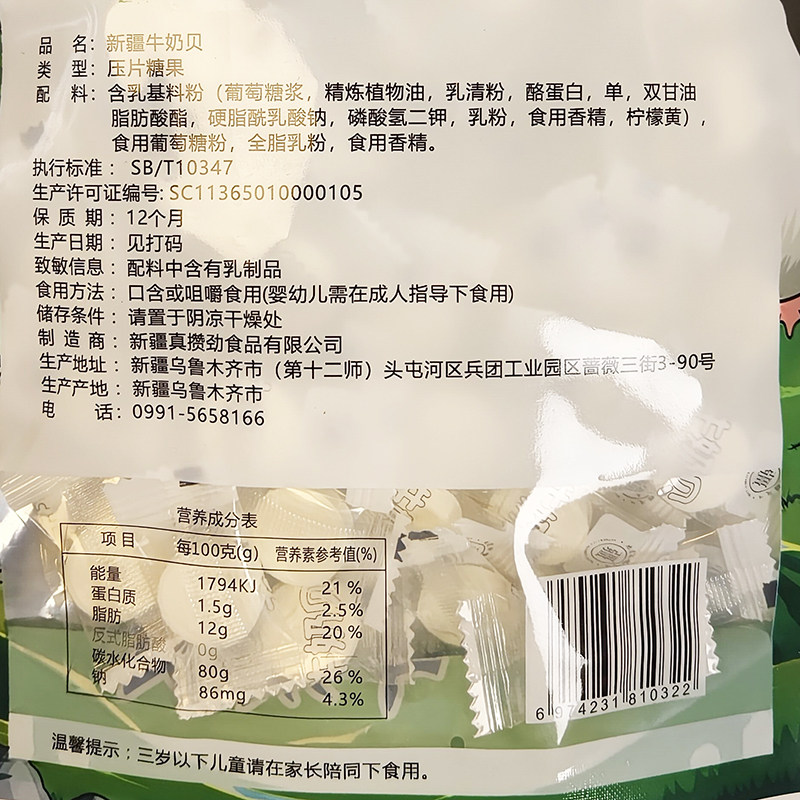 品 名：新疆牛奶贝
类 型：压片糖果
配 料：含乳基料粉（葡萄糖浆，精炼植物油，乳清粉，酪蛋白，单，双甘油
脂肪酸酯，硬脂酰乳酸钠，磷酸氢二钾，乳粉，食用香精，柠檬黄），
食用葡萄糖粉，全脂乳粉，食用香精。
执行标准：SB/T10347
生产许可证编号: SC11365010000105
保 质 期：12个月
生产日期：见打码
致敏信息：配料中含有乳制品
食用方法：口含或咀嚼食用(婴幼儿需在成人指导下食用)
储存条件：请置于阴凉干燥处
制 造 商：新疆真攒劲食品有限公司
生产地址：新疆乌鲁木齐市（第十二师）头屯河区兵团工业园区蔷薇三街3-90号
生产产地：新疆乌鲁木齐市
电 话：0991-5658166
营养成分表
项目 每100克(g) 营养素参考值(%)
能量 1794KJ 21%
蛋白质 1.5g 2.5%
脂肪 12g 20%
反式脂肪酸 0g
碳水化合物 80g 26%
钠 86mg 4.3%
6 974231 810322
温馨提示；三岁以下儿童请在家长陪同下食用。